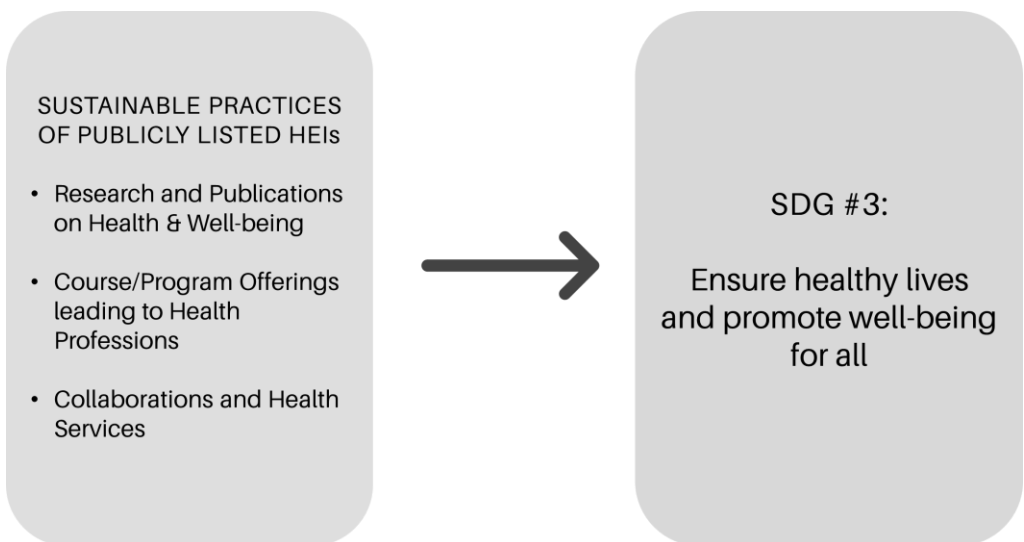 SUSTAINABLE PRACTICES
OF PUBLICLY LISTED HEIs
• Research and Publications
on Health & Well-being
• Course/Program Offerings
leading to Health
Professions
• Collaborations and Health
Services
SDG #3:
Ensure healthy lives
and promote well-being
for all